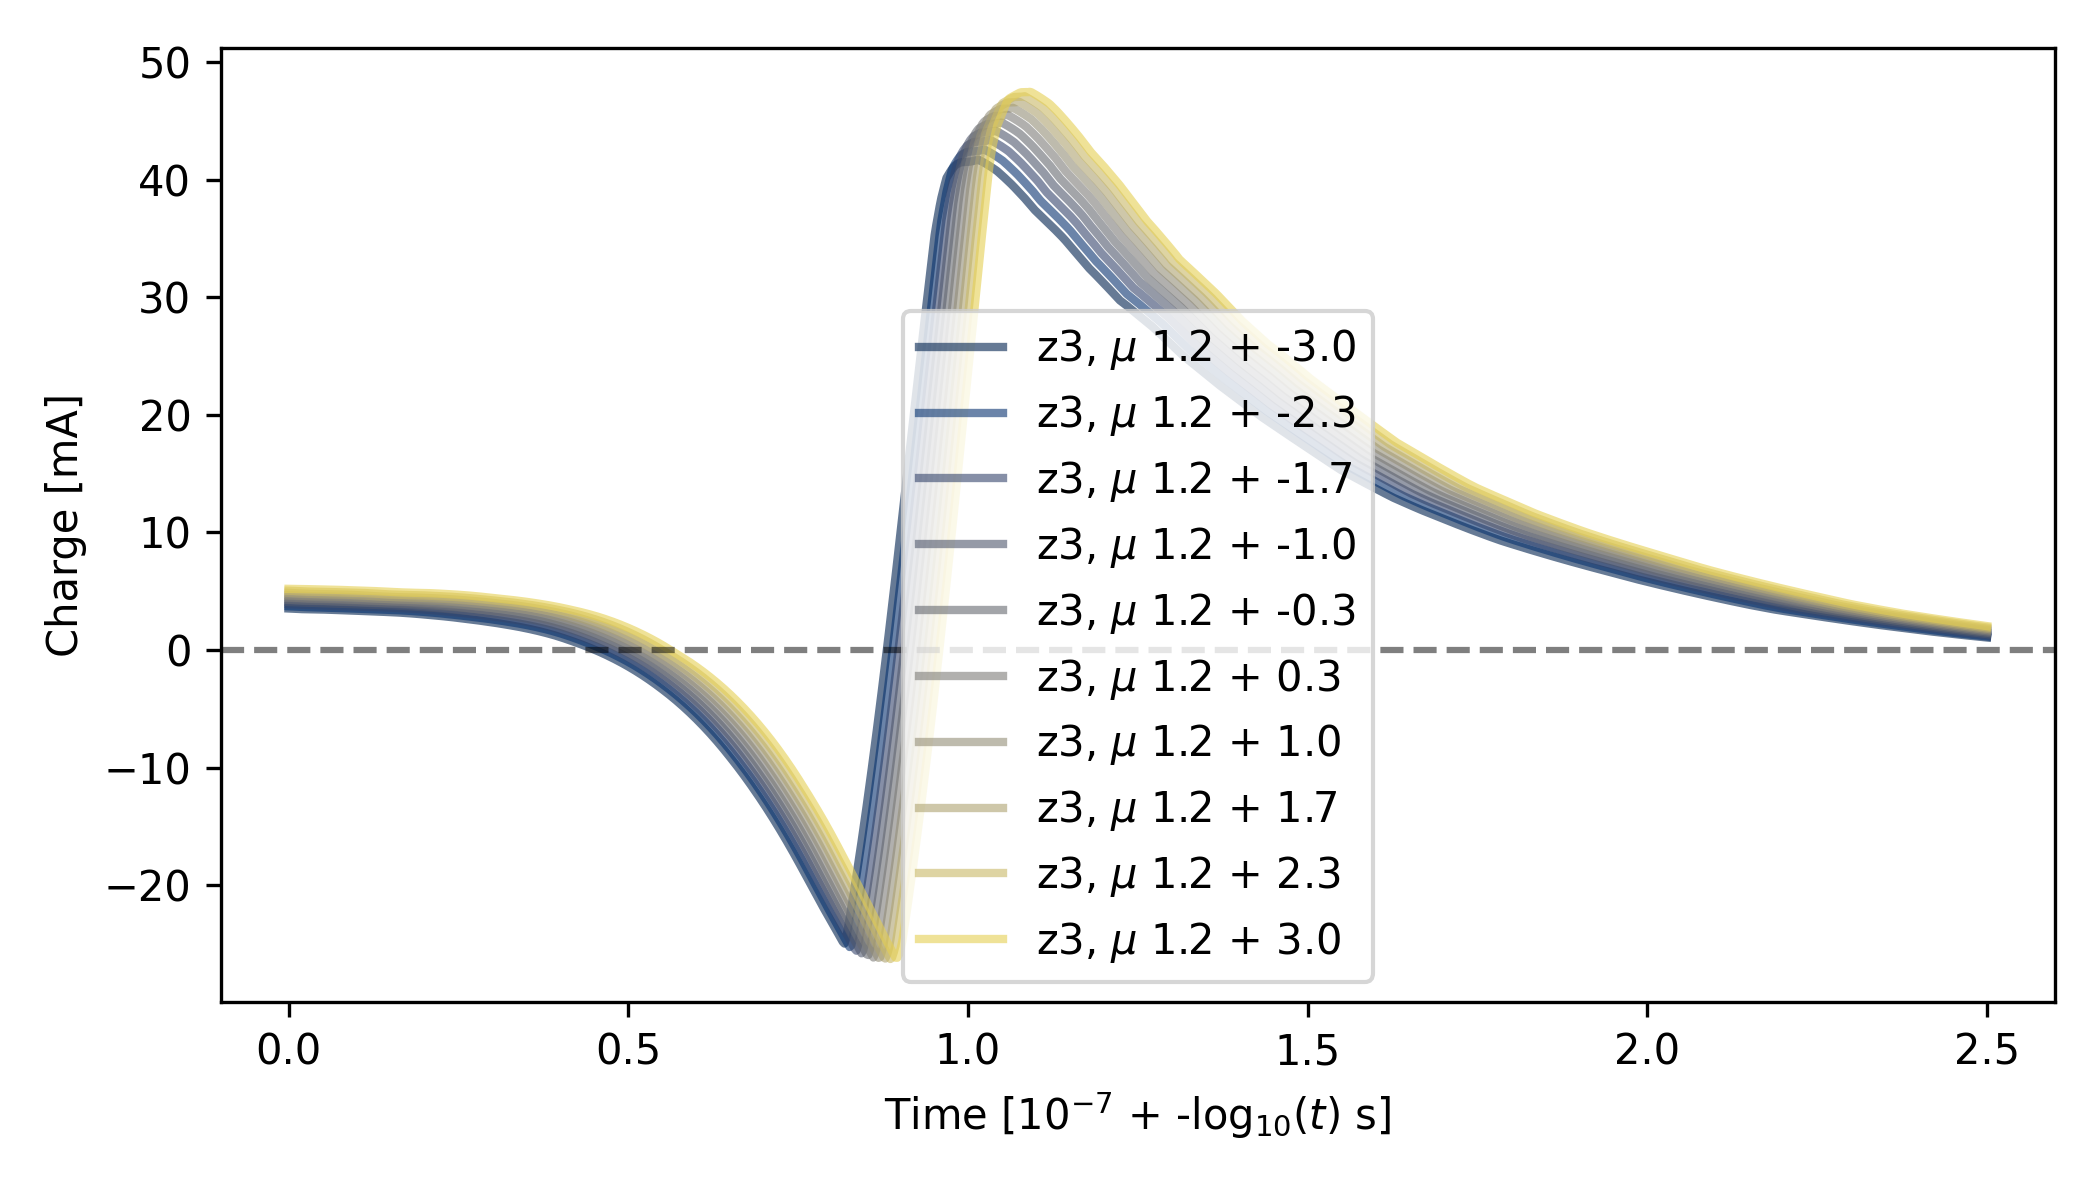 50
40
30
20
10
0
−10
−20
Charge [mA]
z3, μ 1.2 + -3.0
z3, μ 1.2 + -2.3
z3, μ 1.2 + -1.7
z3, μ 1.2 + -1.0
z3, μ 1.2 + -0.3
z3, μ 1.2 + 0.3
z3, μ 1.2 + 1.0
z3, μ 1.2 + 1.7
z3, μ 1.2 + 2.3
z3, μ 1.2 + 3.0
0.0 0.5 1.0 1.5 2.0 2.5
Time [10⁻⁷ + -log₁₀(t) s]